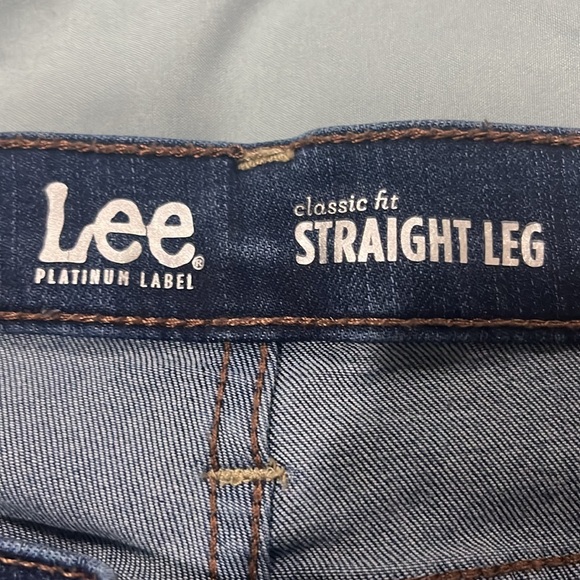 Lee®
PLATINUM LABEL
classic fit
STRAIGHT LEG